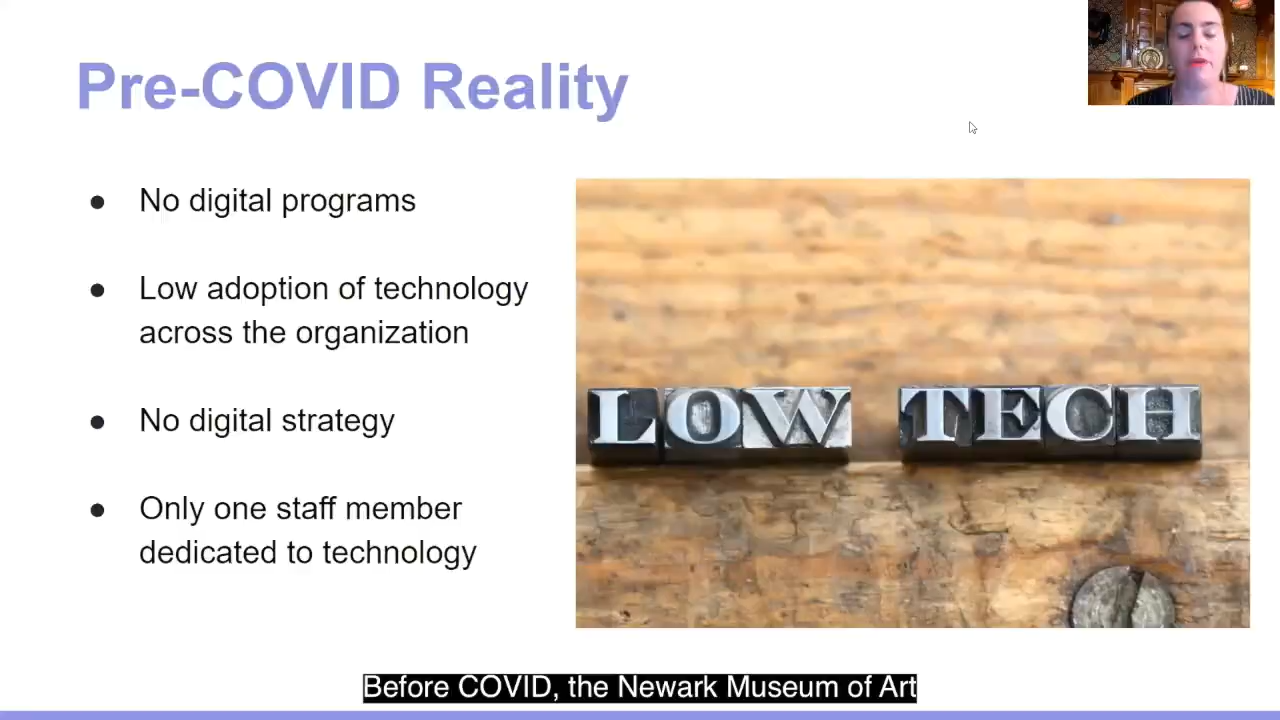 Pre-COVID Reality
● No digital programs
● Low adoption of technology
across the organization
● No digital strategy
● Only one staff member
dedicated to technology
LOW TECH
Before COVID, the Newark Museum of Art